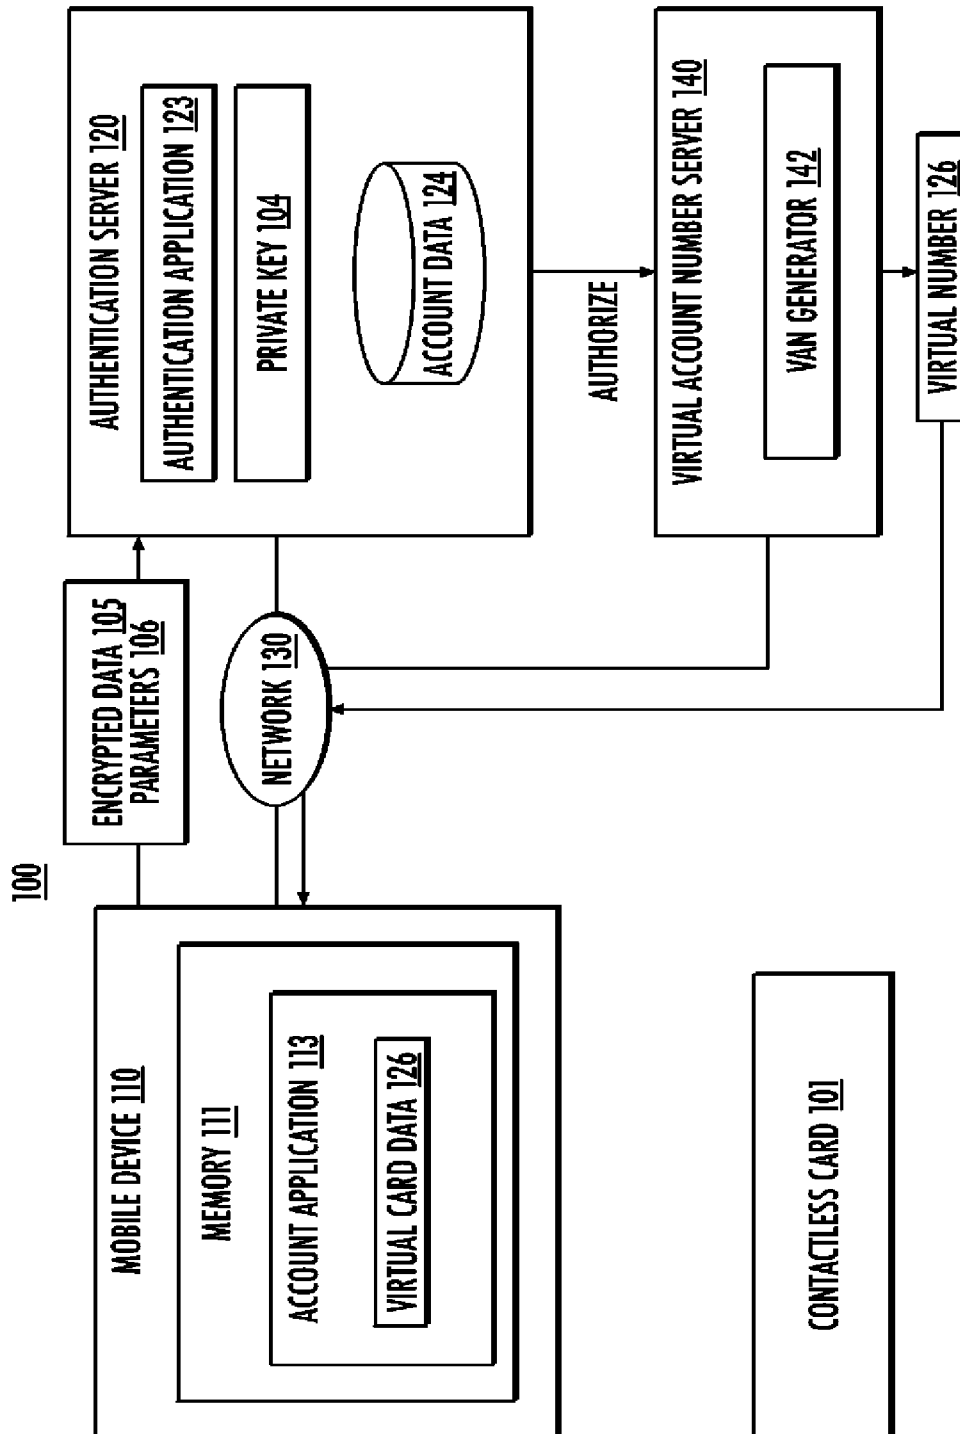 100
MOBILE DEVICE 110
MEMORY 111
ACCOUNT APPLICATION 113
VIRTUAL CARD DATA 126
CONTACTLESS CARD 101
ENCRYPTED DATA 105
PARAMETERS 106
NETWORK 130
AUTHENTICATION SERVER 120
AUTHENTICATION APPLICATION 123
PRIVATE KEY 104
ACCOUNT DATA 124
AUTHORIZE
VIRTUAL ACCOUNT NUMBER SERVER 140
VAN GENERATOR 142
VIRTUAL NUMBER 126